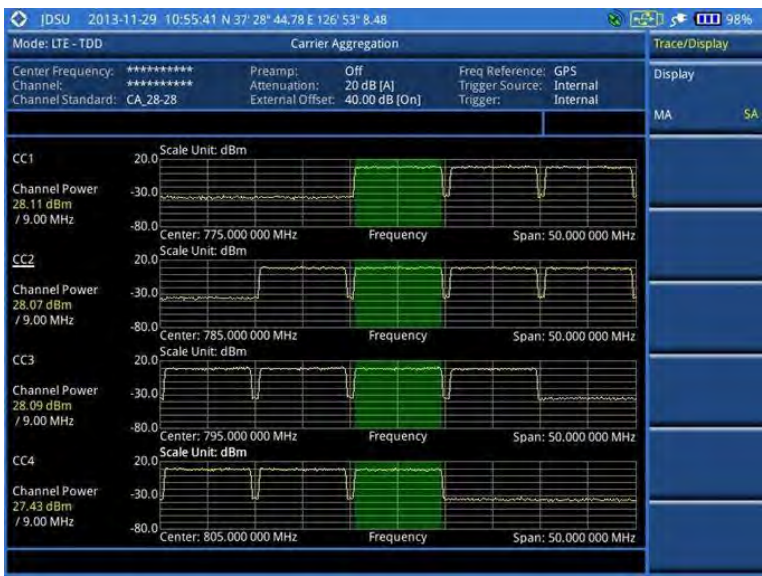 JDSU 2013-11-29 10:55:41 N 37' 28" 44.78 E 126' 53" 8.48 98%
Mode: LTE - TDD Carrier Aggregation Trace/Display
Center Frequency: ********** Preamp: Off Freq Reference: GPS
Channel: ********** Attenuation: 20 dB [A] Trigger Source: Internal
Channel Standard: CA_28-28 External Offset: 40.00 dB [On] Trigger: Internal
Display
MA SA
CC1
Scale Unit: dBm
20.0
-30.0
-80.0
Channel Power
28.11 dBm
/ 9.00 MHz
Center: 775.000 000 MHz Frequency Span: 50.000 000 MHz
CC2
Scale Unit: dBm
20.0
-30.0
-80.0
Channel Power
28.07 dBm
/ 9.00 MHz
Center: 785.000 000 MHz Frequency Span: 50.000 000 MHz
CC3
Scale Unit: dBm
20.0
-30.0
-80.0
Channel Power
28.09 dBm
/ 9.00 MHz
Center: 795.000 000 MHz Frequency Span: 50.000 000 MHz
CC4
Scale Unit: dBm
20.0
-30.0
-80.0
Channel Power
27.43 dBm
/ 9.00 MHz
Center: 805.000 000 MHz Frequency Span: 50.000 000 MHz